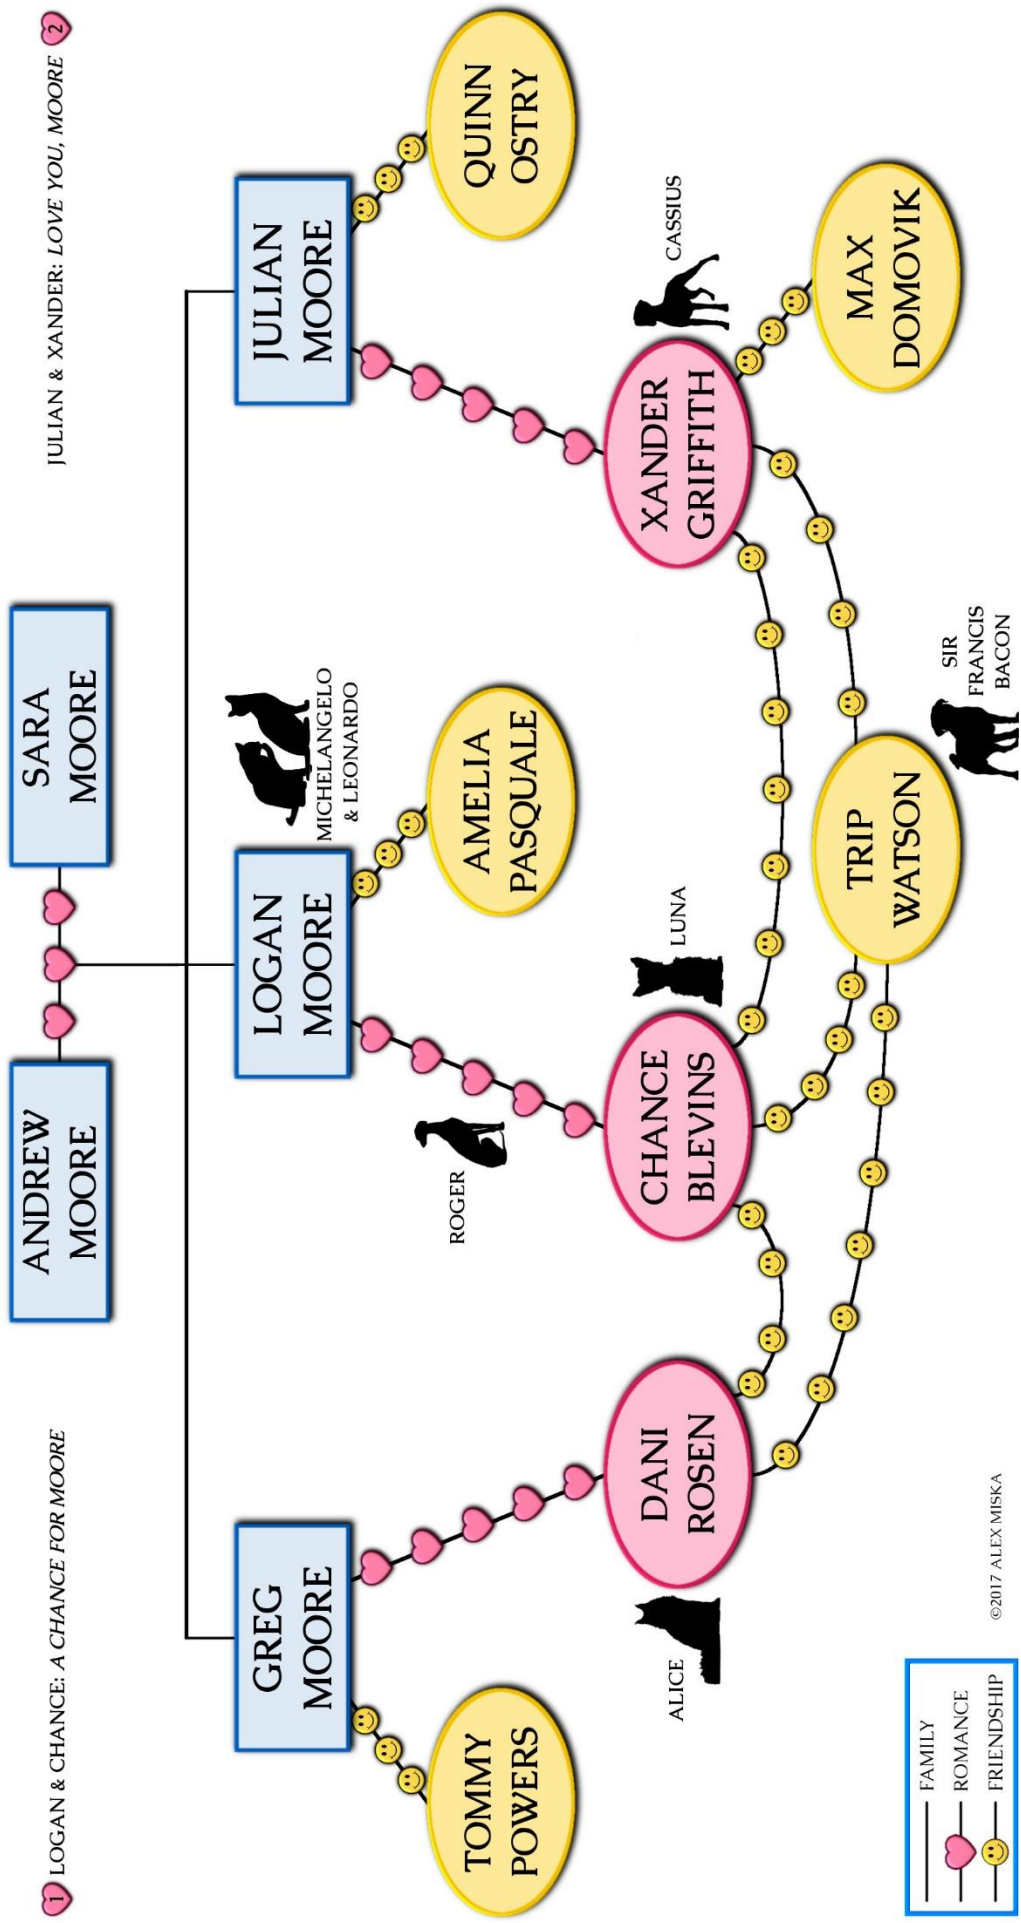 1 LOGAN & CHANCE: A CHANCE FOR MOORE
JULIAN & XANDER: LOVE YOU, MOORE 2
ANDREW
MOORE
SARA
MOORE
GREG
MOORE
LOGAN
MOORE
MICHELANGELO
& LEONARDO
JULIAN
MOORE
TOMMY
POWERS
ROGER
AMELIA
PASQUALE
QUINN
OSTRY
ALICE
DANI
ROSEN
CHANCE
BLEVINS
LUNA
XANDER
GRIFFITH
CASSIUS
TRIP
WATSON
MAX
DOMOVIK
SIR
FRANCIS
BACON
FAMILY
ROMANCE
FRIENDSHIP
©2017 ALEX MISKA